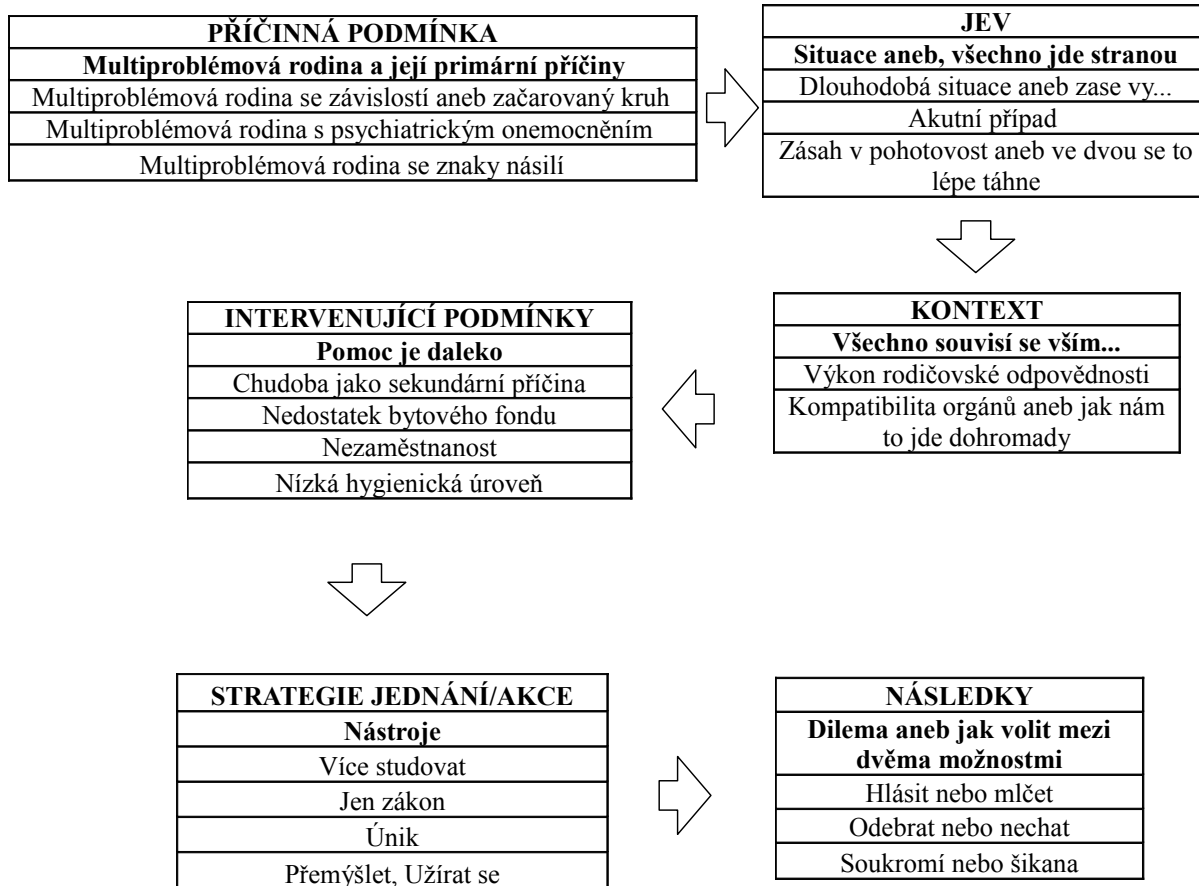 PŘÍČINNÁ PODMÍNKA
Multiproblémová rodina a její primární příčiny
Multiproblémová rodina se závislostí aneb začarovaný kruh
Multiproblémová rodina s psychiatrickým onemocněním
Multiproblémová rodina se znaky násilí
JEV
Situace aneb, všechno jde stranou
Dlouhodobá situace aneb zase vy...
Akutní případ
Zásah v pohotovost aneb ve dvou se to
lépe táhne
KONTEXT
Všechno souvisí se vším...
Výkon rodičovské odpovědnosti
Kompatibilita orgánů aneb jak nám
to jde dohromady
INTERVENUJÍCÍ PODMÍNKY
Pomoc je daleko
Chudoba jako sekundární příčina
Nedostatek bytového fondu
Nezaměstnanost
Nízká hygienická úroveň
STRATEGIE JEDNÁNÍ/AKCE
Nástroje
Více studovat
Jen zákon
Únik
Přemýšlet, Užírat se
NÁSLEDKY
Dilema aneb jak volit mezi
dvěma možnostmi
Hlásit nebo mlčet
Odebrat nebo nechat
Soukromí nebo šikana